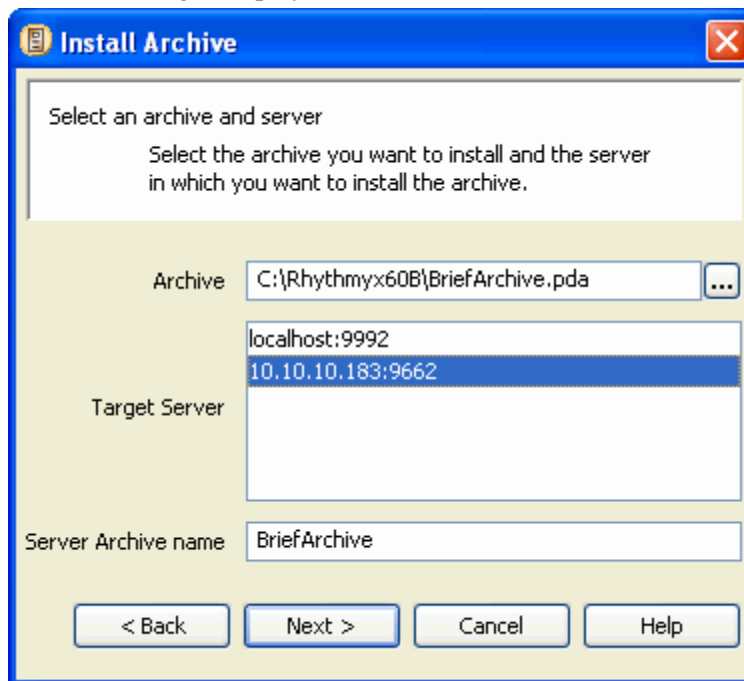 Install Archive
Select an archive and server
Select the archive you want to install and the server
in which you want to install the archive.
Archive C:\Rhythmyx60B\BriefArchive.pda ...
localhost:9992
10.10.10.183:9662
Target Server
Server Archive name BriefArchive
< Back Next > Cancel Help